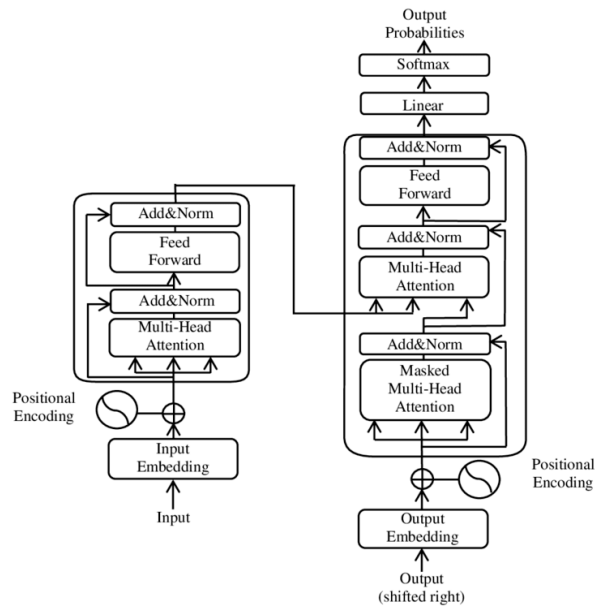 Output
Probabilities
Softmax
Linear
Add&Norm
Feed
Forward
Add&Norm
Multi-Head
Attention
Add&Norm
Masked
Multi-Head
Attention
Positional
Encoding
Output
Embedding
Output
(shifted right)
Add&Norm
Feed
Forward
Add&Norm
Multi-Head
Attention
Positional
Encoding
Input
Embedding
Input